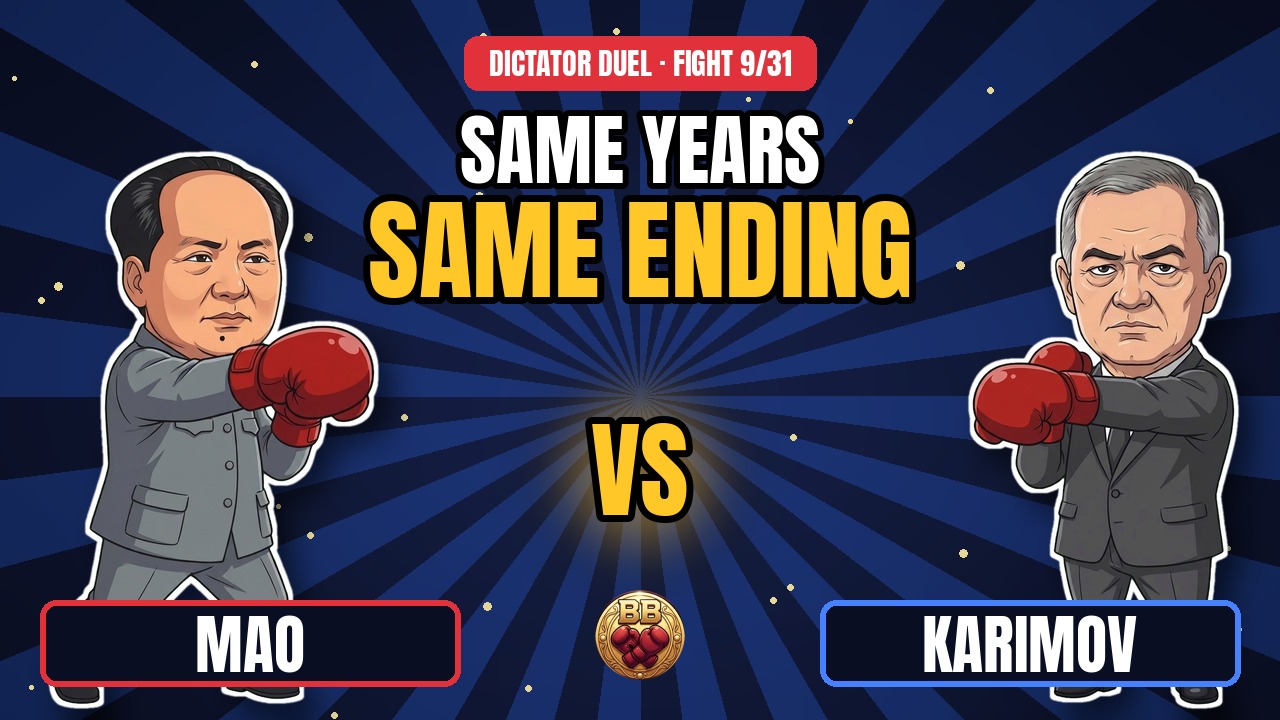 DICTATOR DUEL · FIGHT 9/31
SAME YEARS
SAME ENDING
VS
BB
MAO
KARIMOV